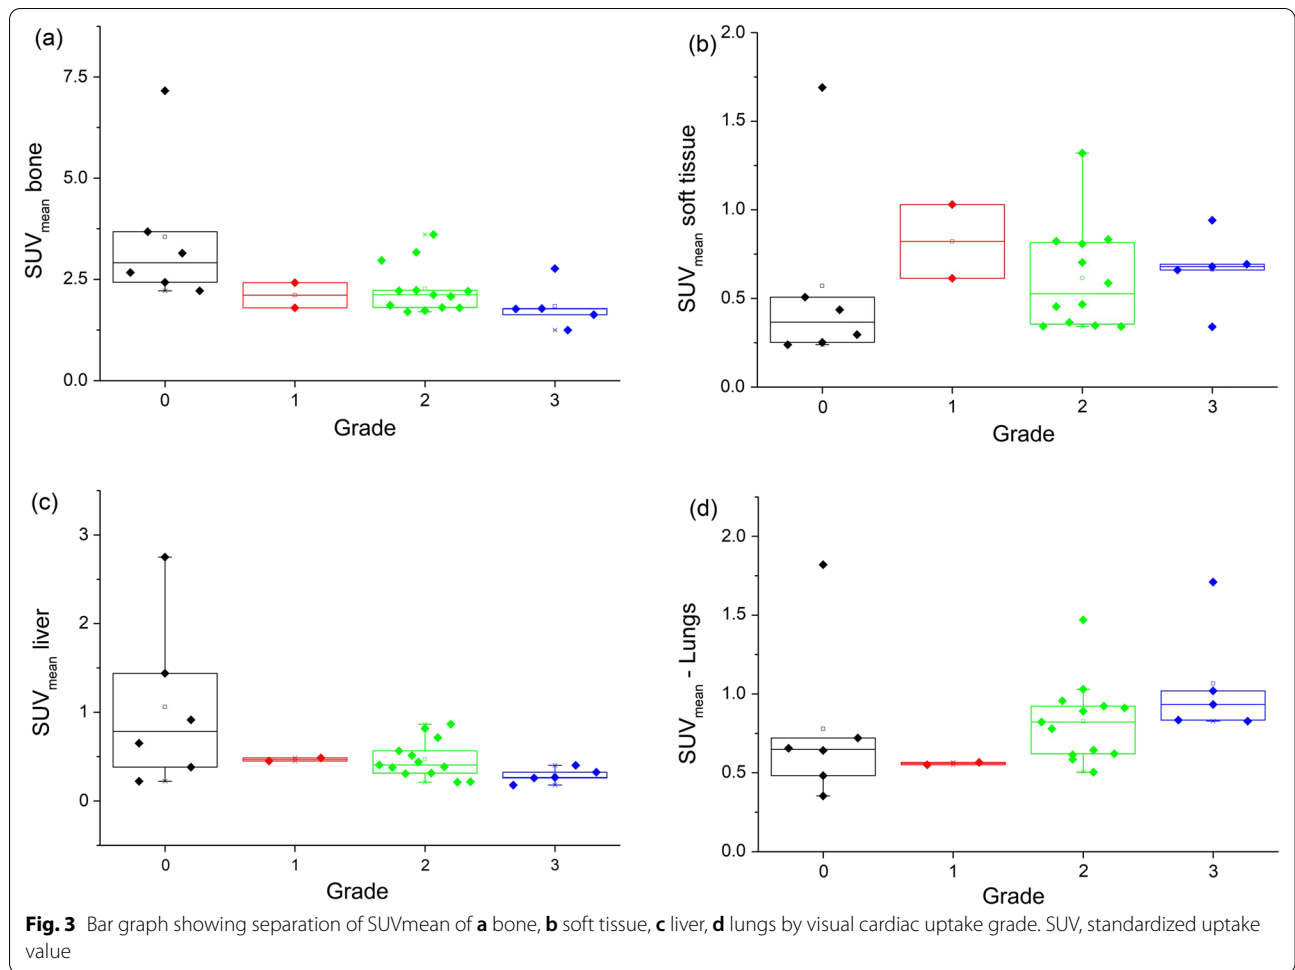 (a)
7.5
5.0
2.5
0.0
SUVmean bone
0 1 2 3
Grade
(b)
2.0
1.5
1.0
0.5
0.0
SUVmean soft tissue
0 1 2 3
Grade
(c)
3
2
1
0
SUVmean liver
0 1 2 3
Grade
(d)
2.0
1.5
1.0
0.5
0.0
SUVmean - Lungs
0 1 2 3
Grade
Fig. 3 Bar graph showing separation of SUVmean of a bone, b soft tissue, c liver, d lungs by visual cardiac uptake grade. SUV, standardized uptake
value